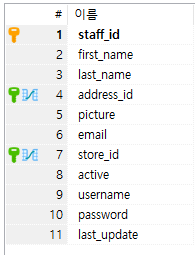 # 이름
1 staff_id
2 first_name
3 last_name
4 address_id
5 picture
6 email
7 store_id
8 active
9 username
10 password
11 last_update